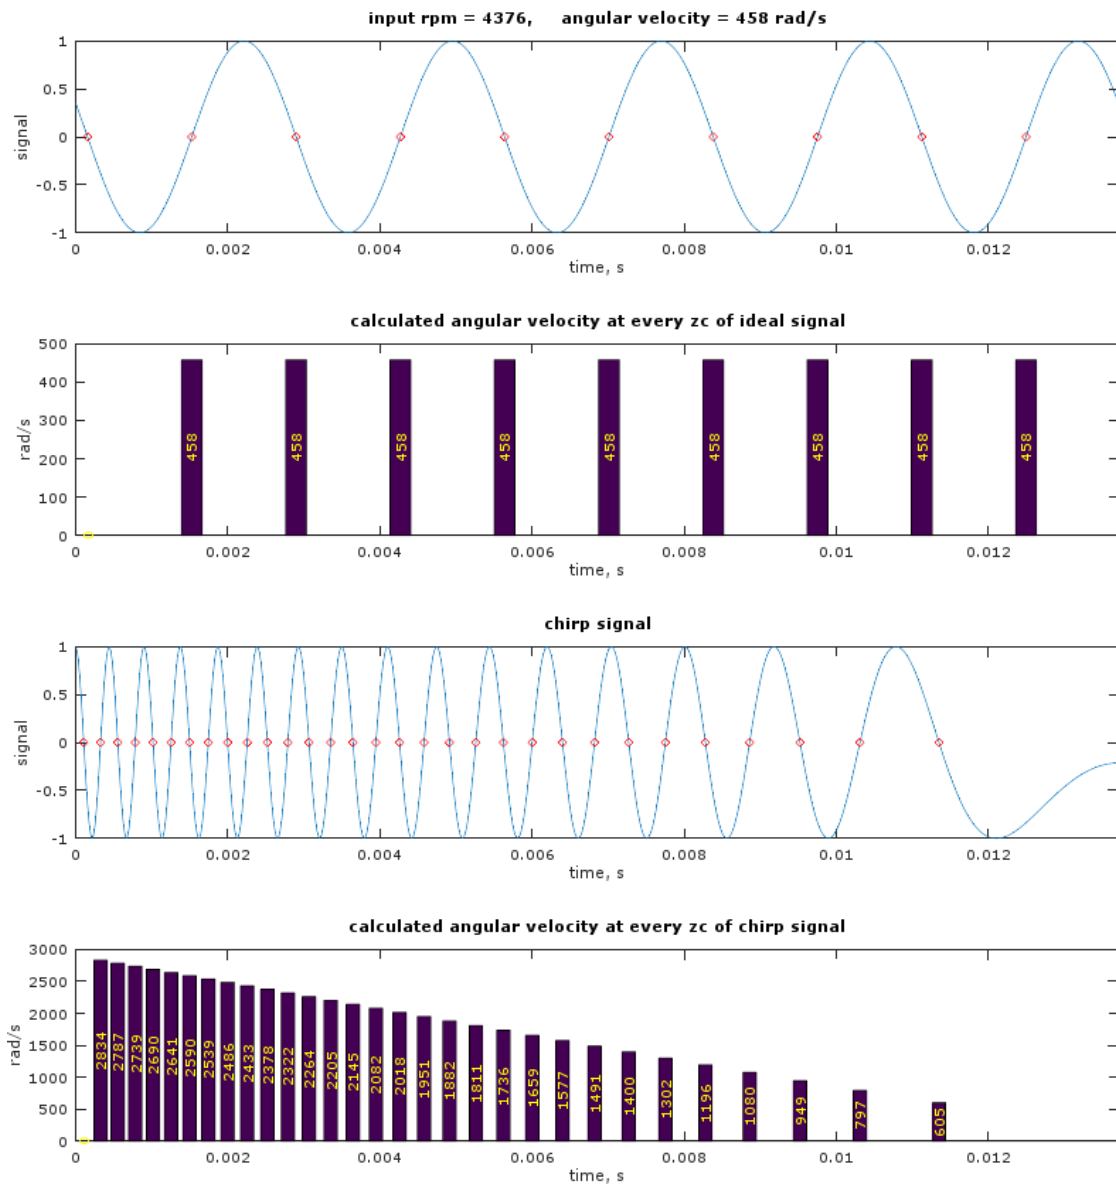 input rpm = 4376,     angular velocity = 458 rad/s
1
0.5
0
-0.5
-1
signal
0 0.002 0.004 0.006 0.008 0.01 0.012
time, s
calculated angular velocity at every zc of ideal signal
500
400
300
200
100
0
rad/s
0
458 458 458 458 458 458 458 458 458
0 0.002 0.004 0.006 0.008 0.01 0.012
time, s
chirp signal
1
0.5
0
-0.5
-1
signal
0 0.002 0.004 0.006 0.008 0.01 0.012
time, s
calculated angular velocity at every zc of chirp signal
3000
2500
2000
1500
1000
500
0
rad/s
0
2834 2787 2739 2690 2641 2590 2539 2486 2433 2378 2322 2264 2205 2145 2082 2018 1951 1882 1811 1736 1659 1577 1491 1400 1302 1196 1080 949 797 605
0 0.002 0.004 0.006 0.008 0.01 0.012
time, s